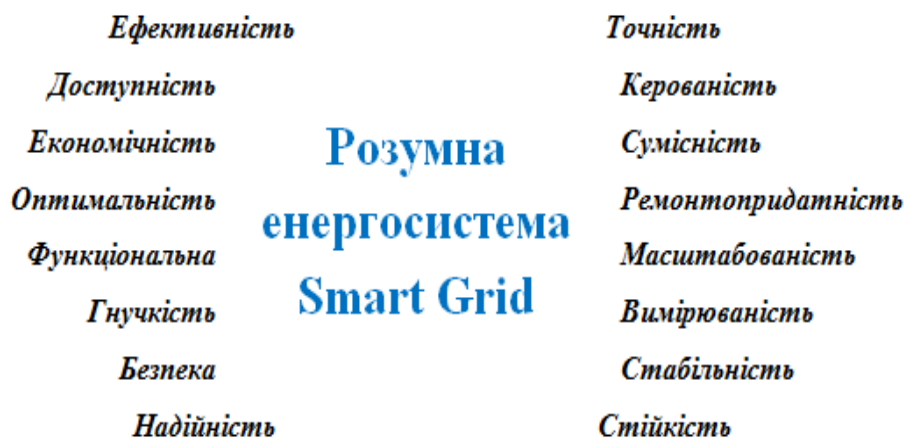 Ефективність
Точність
Доступність
Керованість
Економічність
Сумісність
Розумна
енергосистема
Smart Grid
Оптимальність
Ремонтопридатність
Функціональна
Масштабованість
Гнучкість
Вимірюваність
Безпека
Стабільність
Надійність
Стійкість